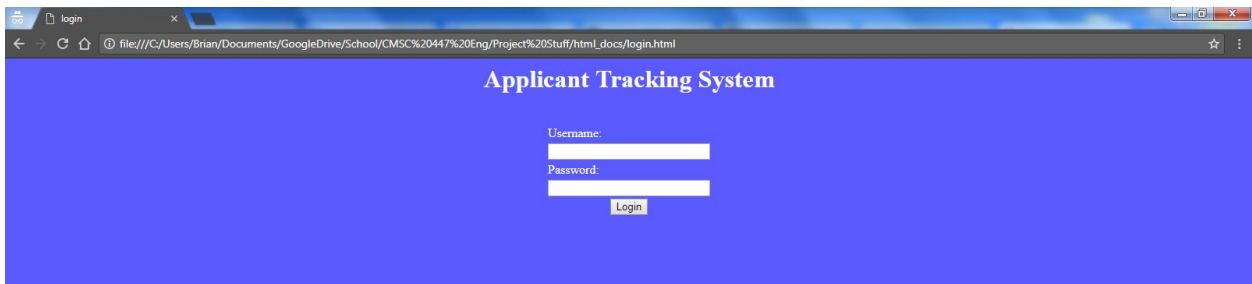 login
file:///C:/Users/Brian/Documents/GoogleDrive/School/CMSC%20447%20Eng/Project%20Stuff/html_docs/login.html
Applicant Tracking System
Username:
Password:
Login